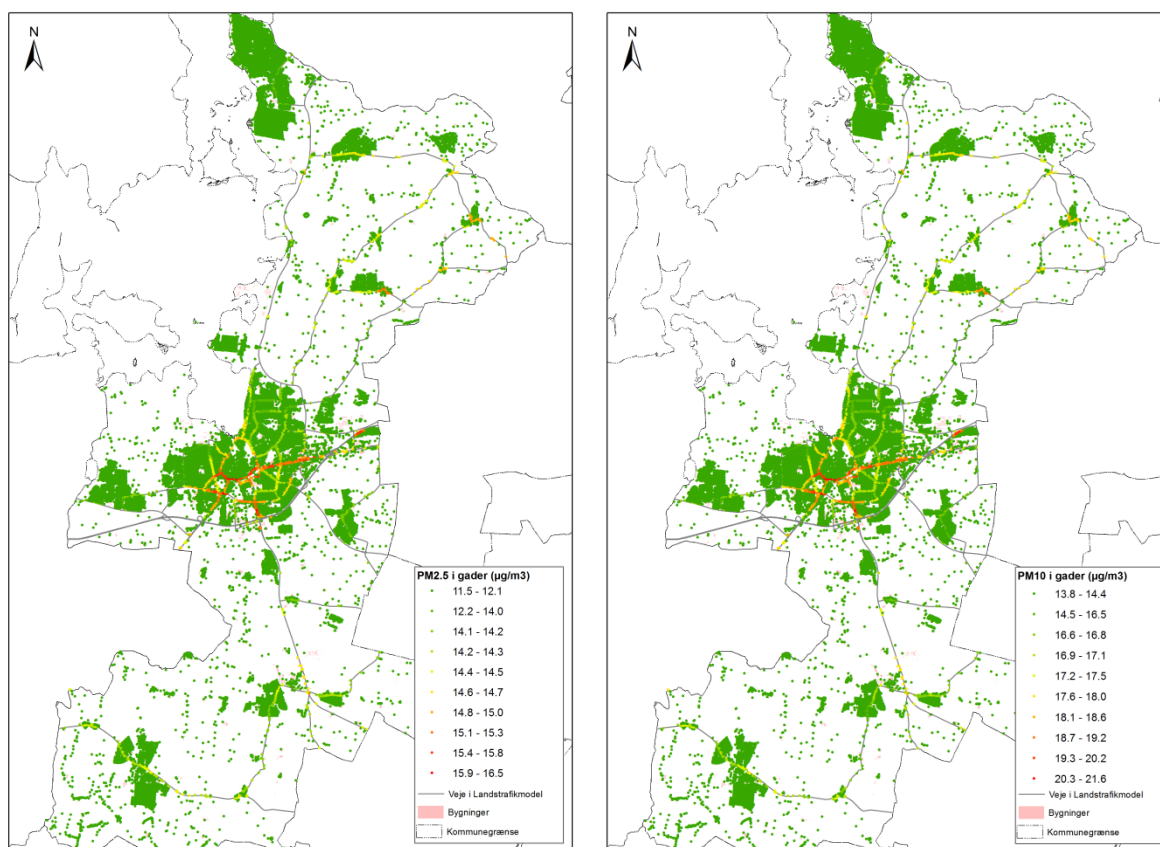 N
PM2.5 i gader (µg/m3)
11.5 - 12.1
12.2 - 14.0
14.1 - 14.2
14.2 - 14.3
14.4 - 14.5
14.6 - 14.7
14.8 - 15.0
15.1 - 15.3
15.4 - 15.8
15.9 - 16.5
Veje i Landstrafikmodel
Bygninger
Kommunegrænse
N
PM10 i gader (µg/m3)
13.8 - 14.4
14.5 - 16.5
16.6 - 16.8
16.9 - 17.1
17.2 - 17.5
17.6 - 18.0
18.1 - 18.6
18.7 - 19.2
19.3 - 20.2
20.3 - 21.6
Veje i Landstrafikmodel
Bygninger
Kommunegrænse